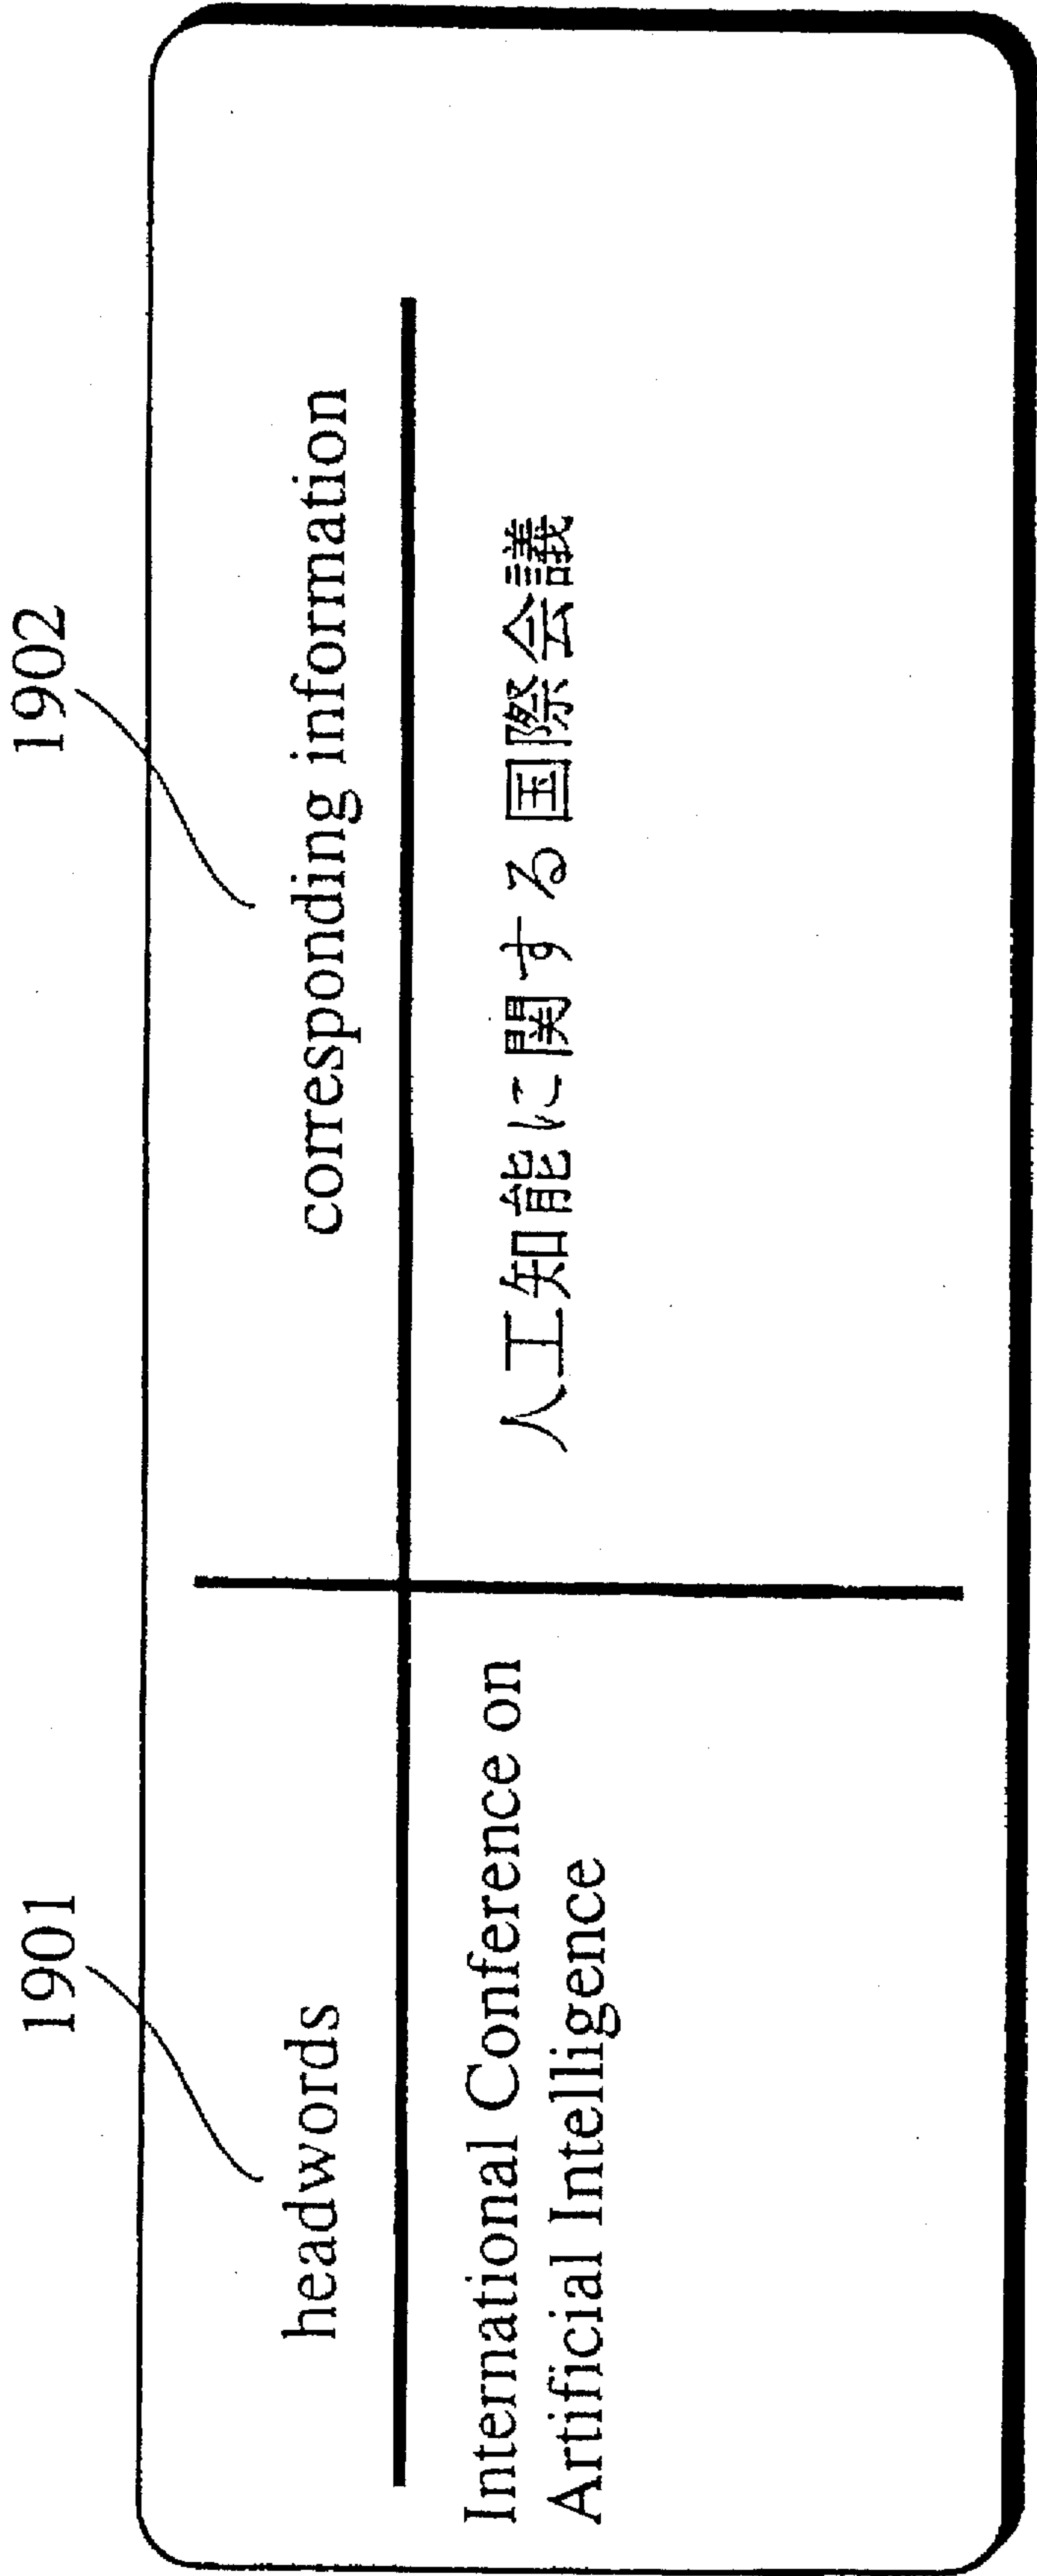 1901
1902
headwords
corresponding information
International Conference on
Artificial Intelligence
人工知能に関する国際会議